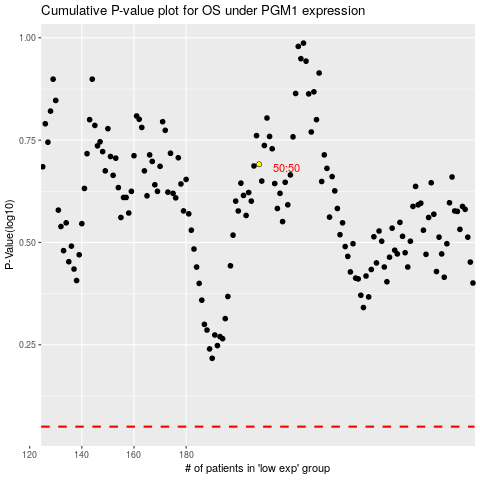 Cumulative P-value plot for OS under PGM1 expression
1.00
0.75
0.50
0.25
P-Value(log10)
50:50
120 140 160 180
# of patients in 'low exp' group